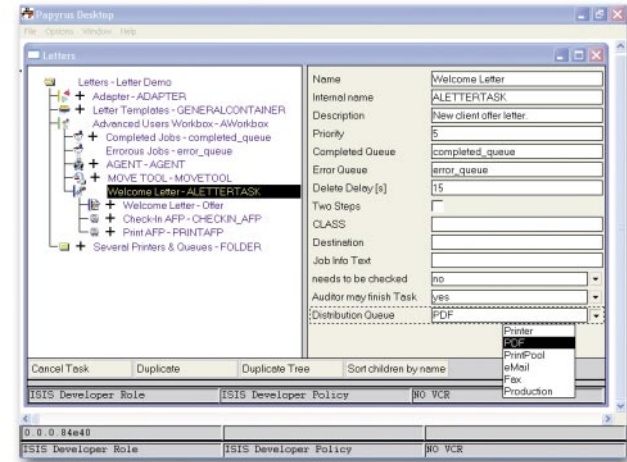 Papyrus Desktop
File Options Window Help
Letters
Letters - Letter Demo
Adapter - ADAPTER
Letter Templates - GENERALCONTAINER
Advanced Users Workbox - AWorkbox
Completed Jobs - completed_queue
Errorous Jobs - error_queue
AGENT - AGENT
MOVE TOOL - MOVETOOL
Welcome Letter - ALETTERTASK
Welcome Letter - Offer
Check-In AFP - CHECKIN_AFP
Print AFP - PRINTAFP
Several Printers & Queues - FOLDER
Name Welcome Letter
Internal name ALETTERTASK
Description New client offer letter.
Priority 5
Completed Queue completed_queue
Error Queue error_queue
Delete Delay [s] 15
Two Steps
CLASS
Destination
Job Info Text
needs to be checked no
Auditor may finish Task yes
Distribution Queue PDF
Printer
PDF
PrintPool
eMail
Fax
Production
Cancel Task Duplicate Duplicate Tree Sort children by name
ISIS Developer Role ISIS Developer Policy NO VCR
0.0.0.84e40
ISIS Developer Role ISIS Developer Policy NO VCR